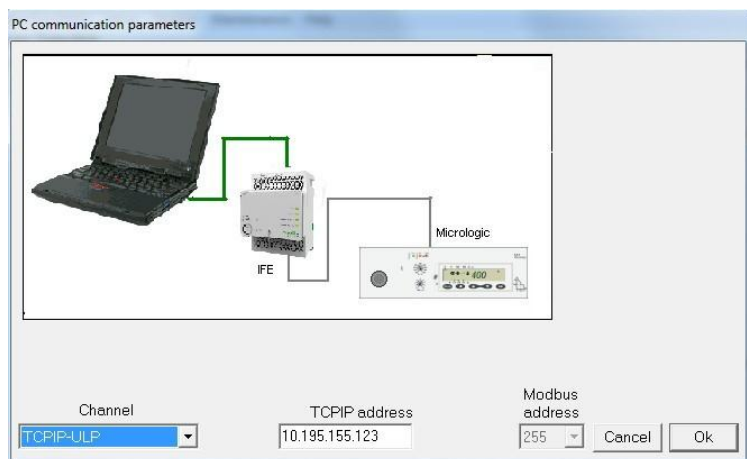 PC communication parameters
Micrologic
IFE
400
Channel
TCPIP address
Modbus
address
TCPIP-ULP
10.195.155.123
255
Cancel
Ok